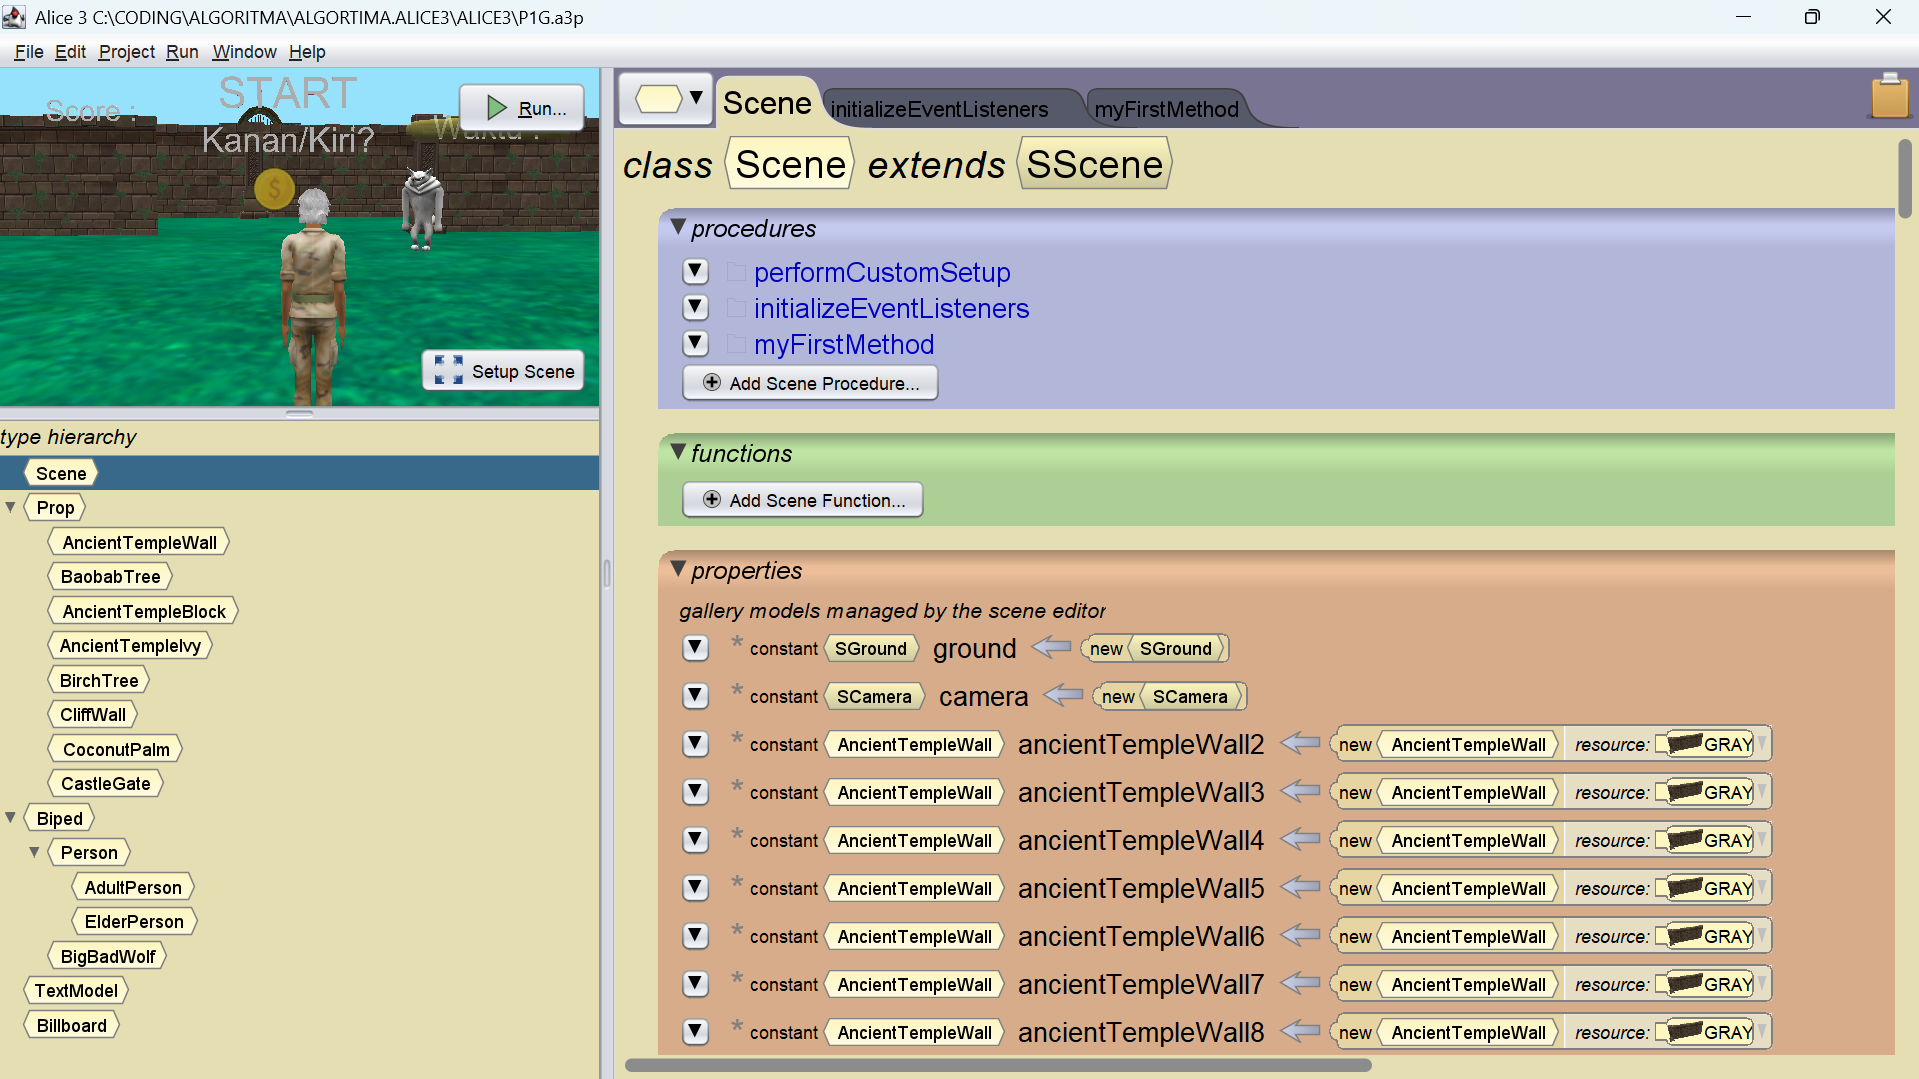 Alice 3 C:\CODING\ALGORITMA\ALGORTIMA.ALICE3\ALICE3\P1G.a3p
File Edit Project Run Window Help
START
Score :
Kanan/Kiri?
Waktu :
Run...
Setup Scene
type hierarchy
Scene
Prop
AncientTempleWall
BaobabTree
AncientTempleBlock
AncientTempleIvy
BirchTree
CliffWall
CoconutPalm
CastleGate
Biped
Person
AdultPerson
ElderPerson
BigBadWolf
TextModel
Billboard
Scene initializeEventListeners myFirstMethod
class Scene extends SScene
procedures
performCustomSetup
initializeEventListeners
myFirstMethod
Add Scene Procedure...
functions
Add Scene Function...
properties
gallery models managed by the scene editor
* constant SGround ground new SGround
* constant SCamera camera new SCamera
* constant AncientTempleWall ancientTempleWall2 new AncientTempleWall resource: GRAY
* constant AncientTempleWall ancientTempleWall3 new AncientTempleWall resource: GRAY
* constant AncientTempleWall ancientTempleWall4 new AncientTempleWall resource: GRAY
* constant AncientTempleWall ancientTempleWall5 new AncientTempleWall resource: GRAY
* constant AncientTempleWall ancientTempleWall6 new AncientTempleWall resource: GRAY
* constant AncientTempleWall ancientTempleWall7 new AncientTempleWall resource: GRAY
* constant AncientTempleWall ancientTempleWall8 new AncientTempleWall resource: GRAY